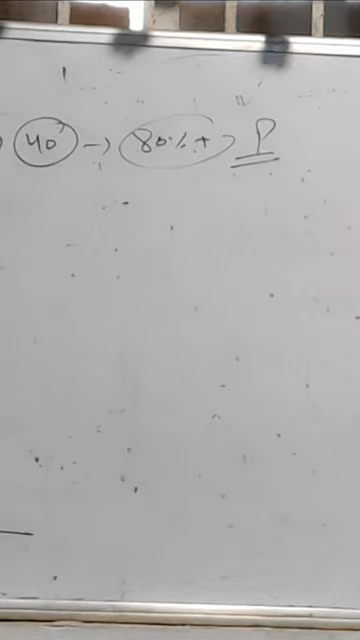 40 → 80%+ → P